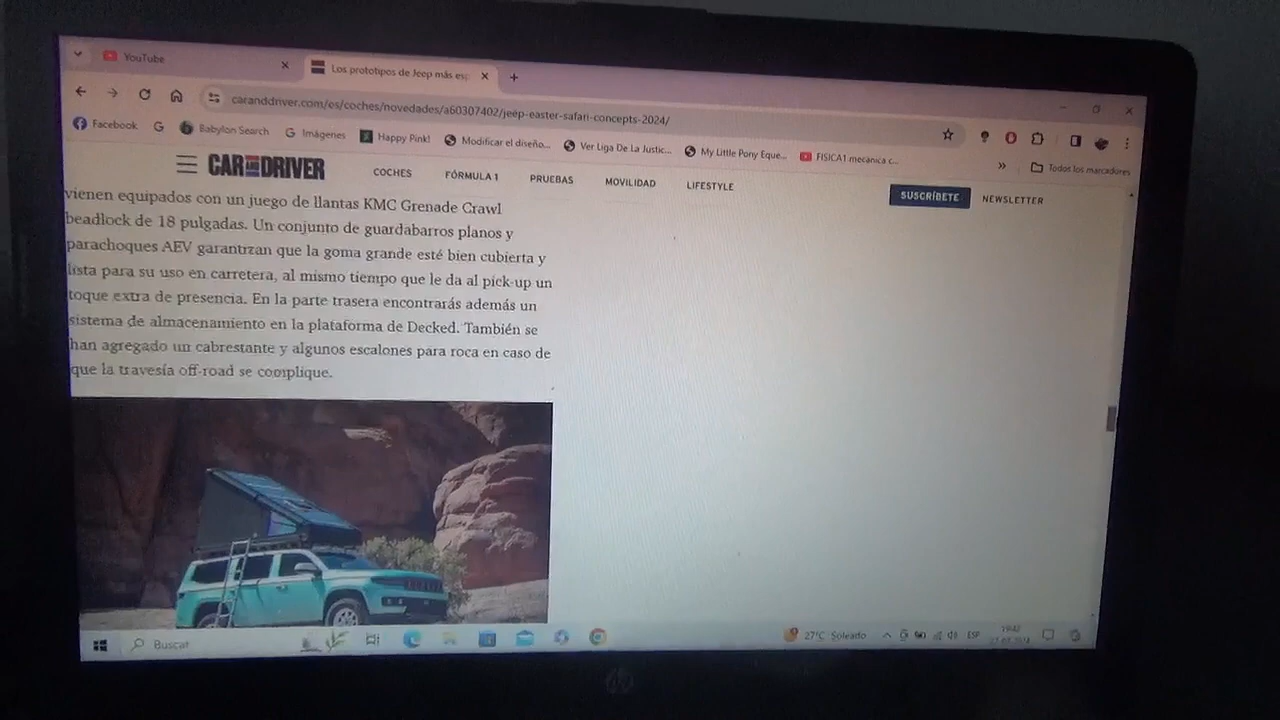 YouTube
Los prototipos de Jeep más esp
caranddriver.com/es/coches/novedades/a60307402/jeep-easter-safari-concepts-2024/
Facebook
Babylon Search
Imágenes
Happy Pink!
Modificar el diseño...
Ver Liga De La Justic...
My Little Pony Eque...
FISICA1 mecánica c...
Todos los marcadores
CAR AND DRIVER
COCHES
FÓRMULA 1
PRUEBAS
MOVILIDAD
LIFESTYLE
SUSCRÍBETE
NEWSLETTER
vienen equipados con un juego de llantas KMC Grenade Crawl
beadlock de 18 pulgadas. Un conjunto de guardabarros planos y
parachoques AEV garantizan que la goma grande esté bien cubierta y
lista para su uso en carretera, al mismo tiempo que le da al pick-up un
toque extra de presencia. En la parte trasera encontrarás además un
sistema de almacenamiento en la plataforma de Decked. También se
han agregado un cabrestante y algunos escalones para roca en caso de
que la travesía off-road se complique.
Buscar
27°C Soleado
ESP
hp